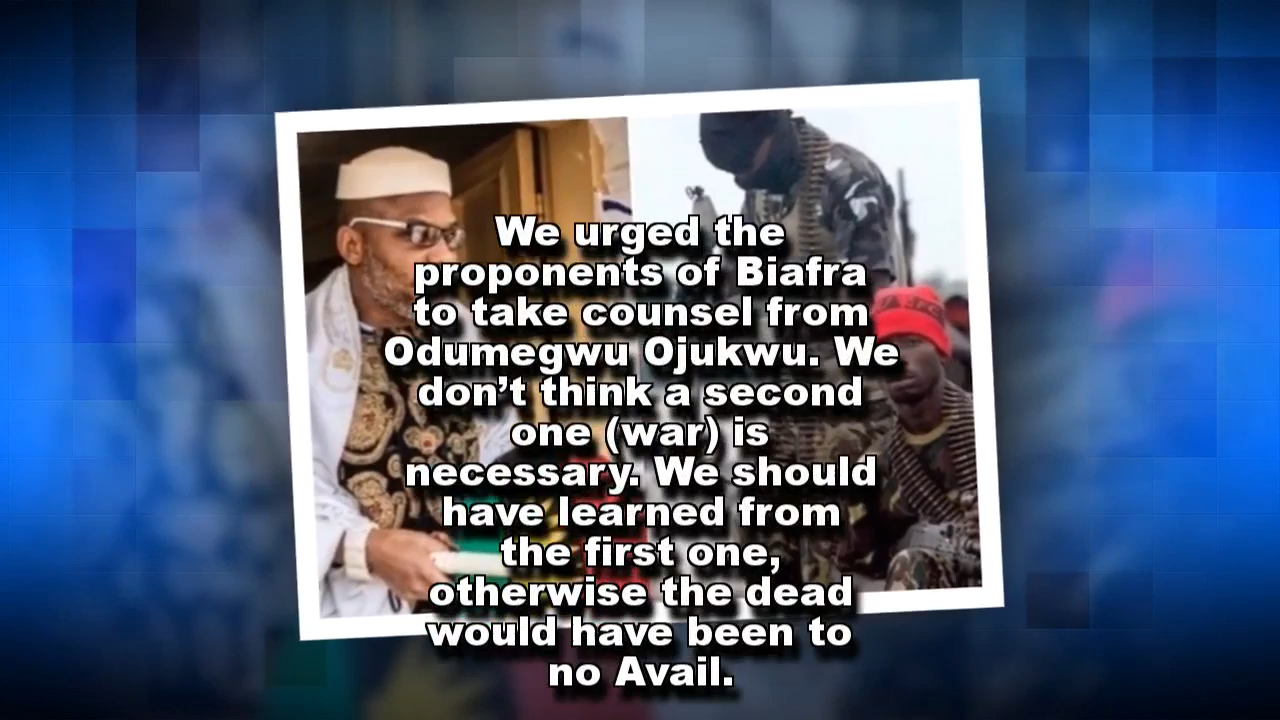 We urged the
proponents of Biafra
to take counsel from
Odumegwu Ojukwu. We
don’t think a second
one (war) is
necessary. We should
have learned from
the first one,
otherwise the dead
would have been to
no Avail.